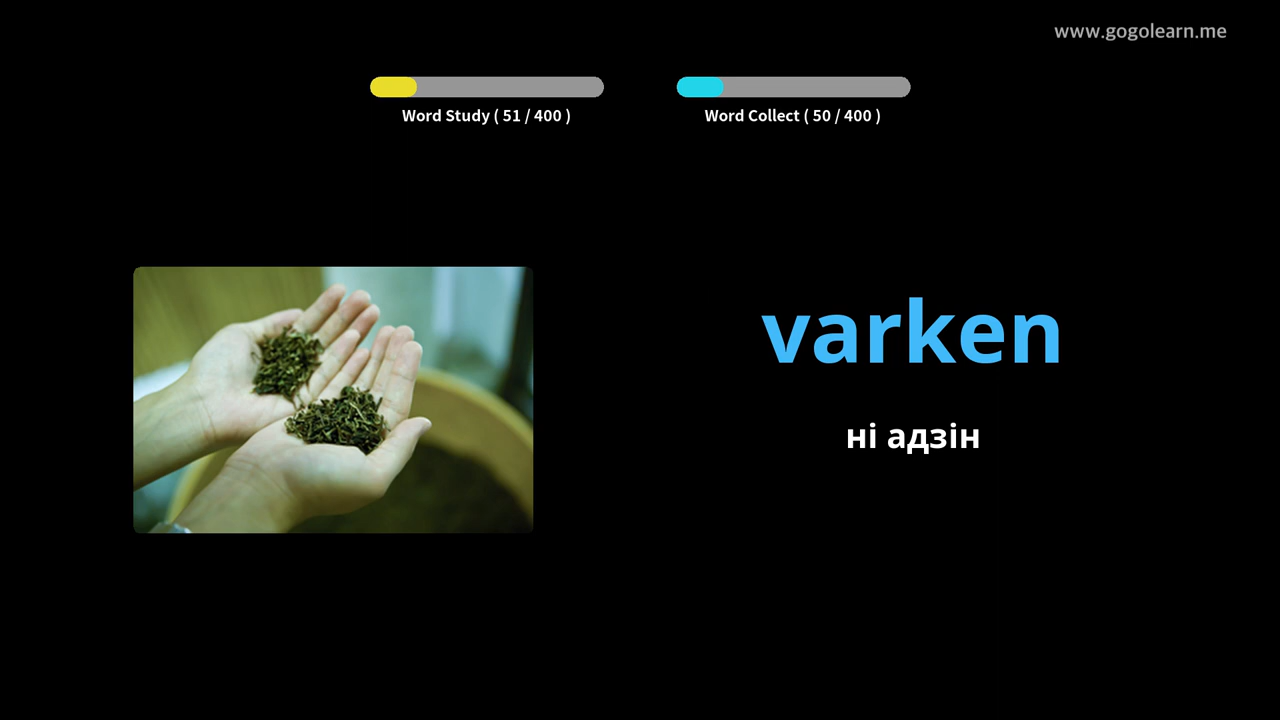 www.gogolearn.me
Word Study ( 51 / 400 )
Word Collect ( 50 / 400 )
varken
ні адзін